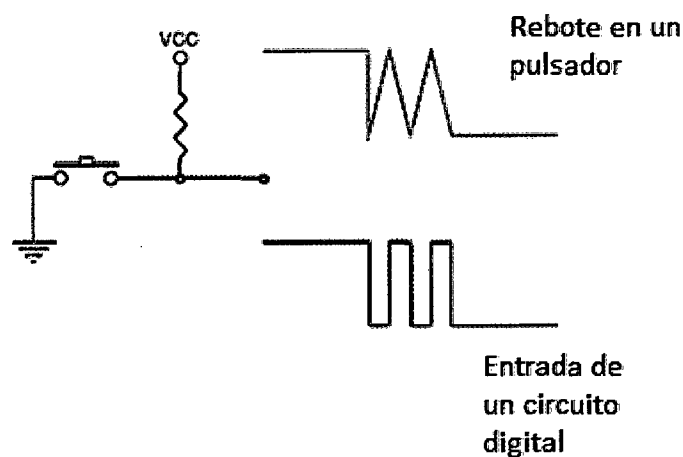 VCC
Rebote en un
pulsador
Entrada de
un circuito
digital